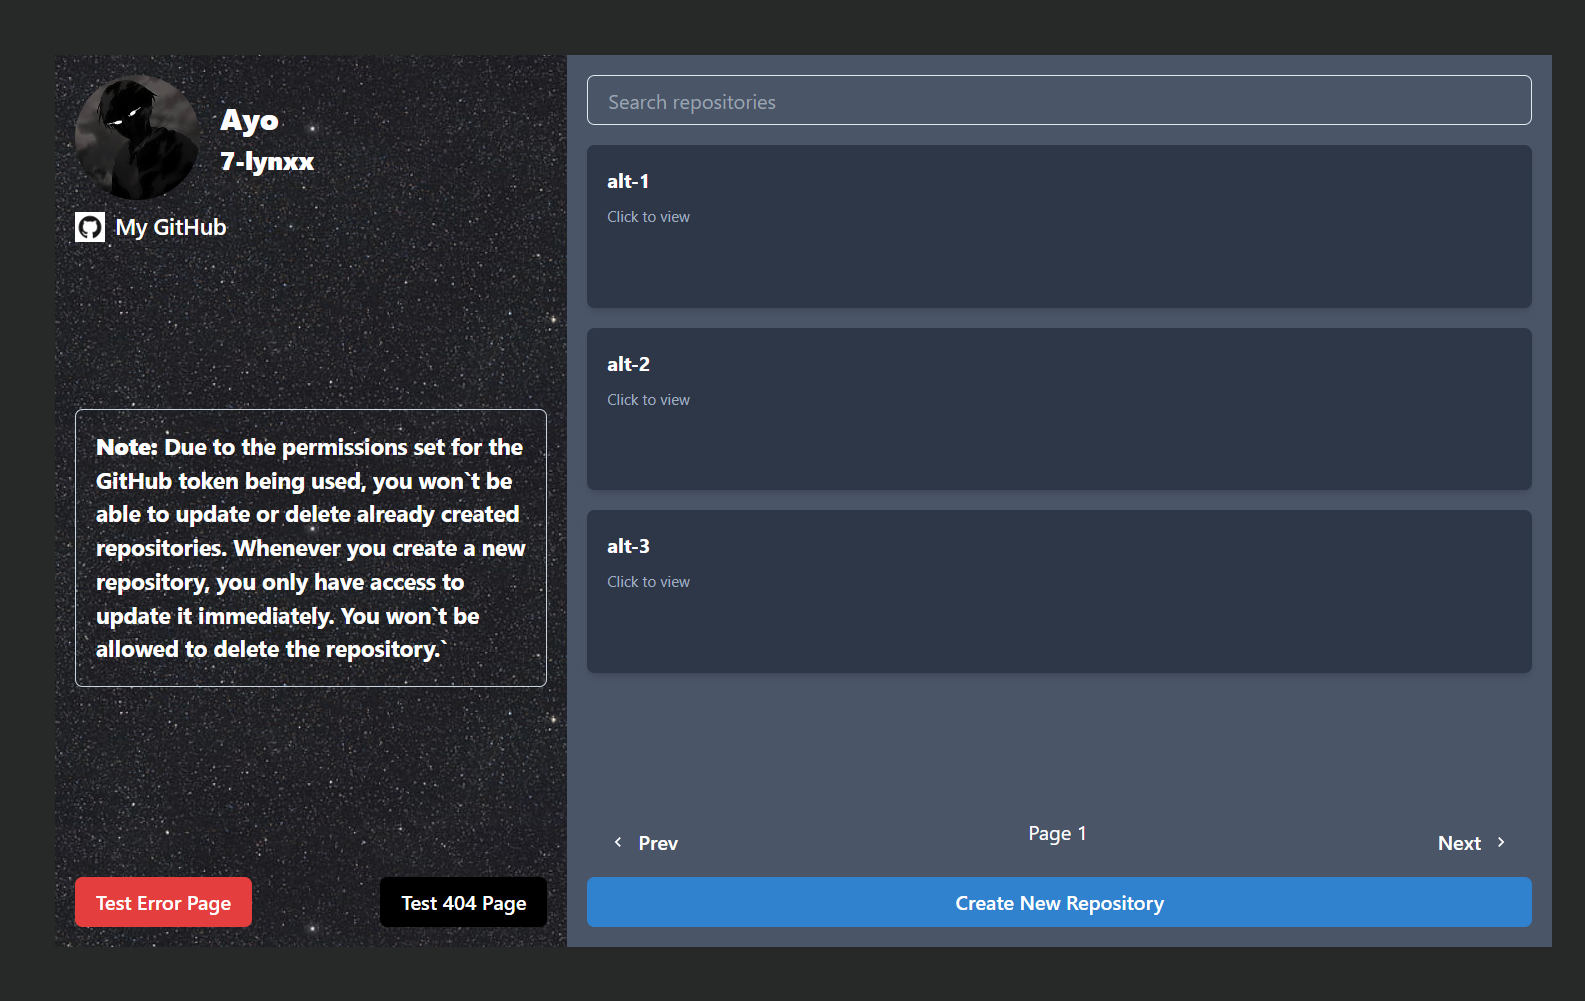 Ayo
7-lynxx
My GitHub
Note: Due to the permissions set for the
GitHub token being used, you won`t be
able to update or delete already created
repositories. Whenever you create a new
repository, you only have access to
update it immediately. You won`t be
allowed to delete the repository.`
Test Error Page
Test 404 Page
Search repositories
alt-1
Click to view
alt-2
Click to view
alt-3
Click to view
Prev
Page 1
Next
Create New Repository